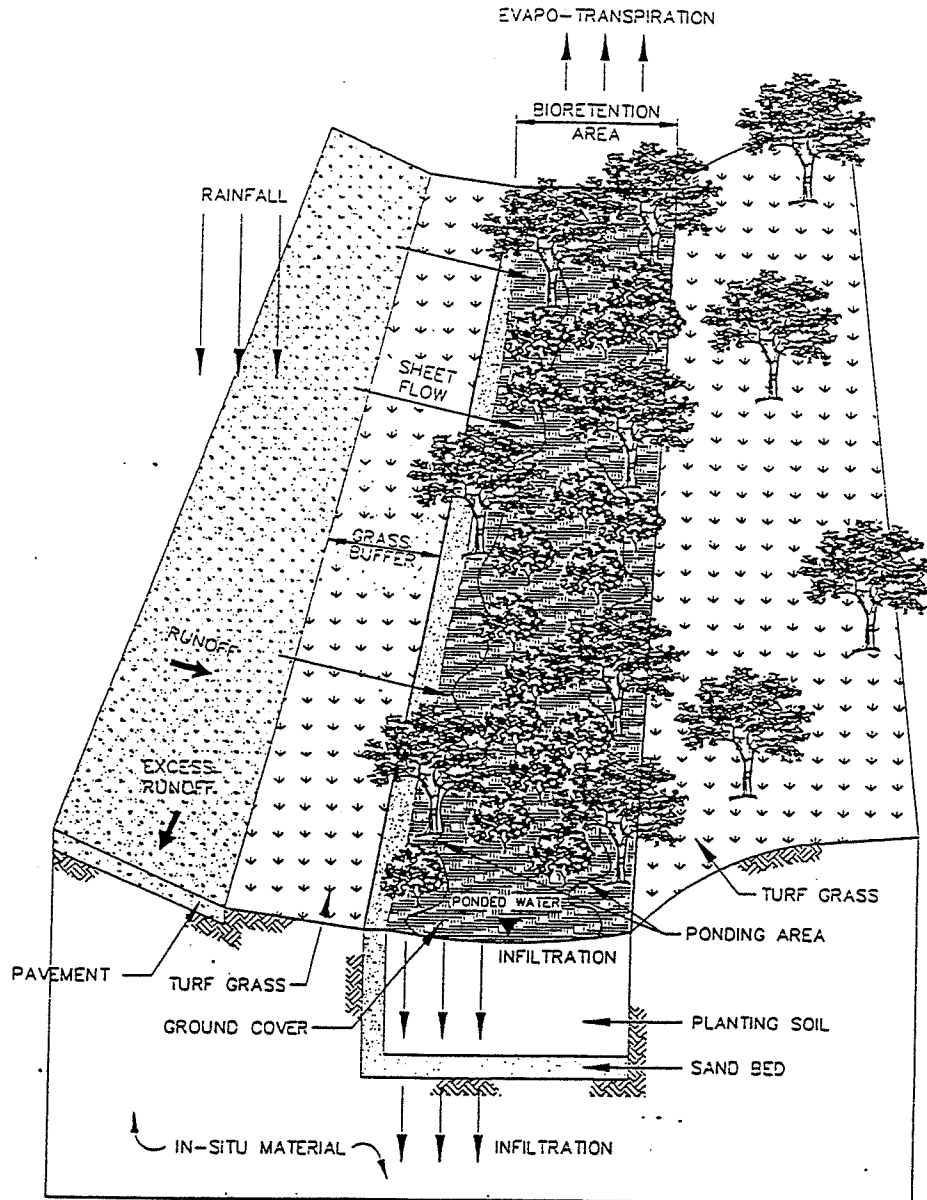 EVAPO-TRANSPIRATION
BIORETENTION
AREA
RAINFALL
SHEET
FLOW
GRASS
BUFFER
RUNOFF
EXCESS
RUNOFF
PONDED WATER
TURF GRASS
PONDING AREA
INFILTRATION
PAVEMENT
TURF GRASS
GROUND COVER
PLANTING SOIL
SAND BED
IN-SITU MATERIAL
INFILTRATION